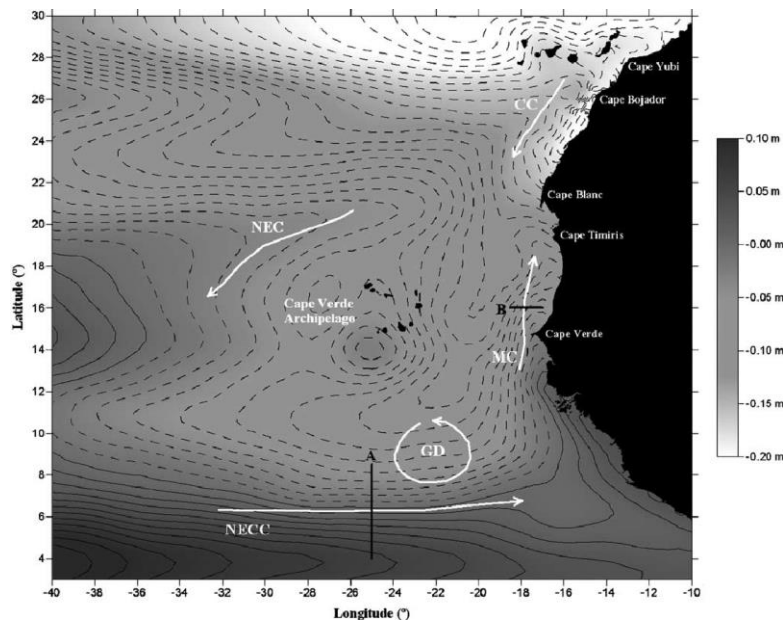 30
28
26
24
22
20
18
16
14
12
10
8
6
4
Latitude (º)
-40 -38 -36 -34 -32 -30 -28 -26 -24 -22 -20 -18 -16 -14 -12 -10
Longitude (º)
Cape Yubi
CC
Cape Bojador
Cape Blanc
NEC
Cape Timiris
Cape Verde
Archipelago
B
Cape Verde
MC
GD
A
NECC
0.10 m
0.05 m
-0.00 m
-0.05 m
-0.10 m
-0.15 m
-0.20 m